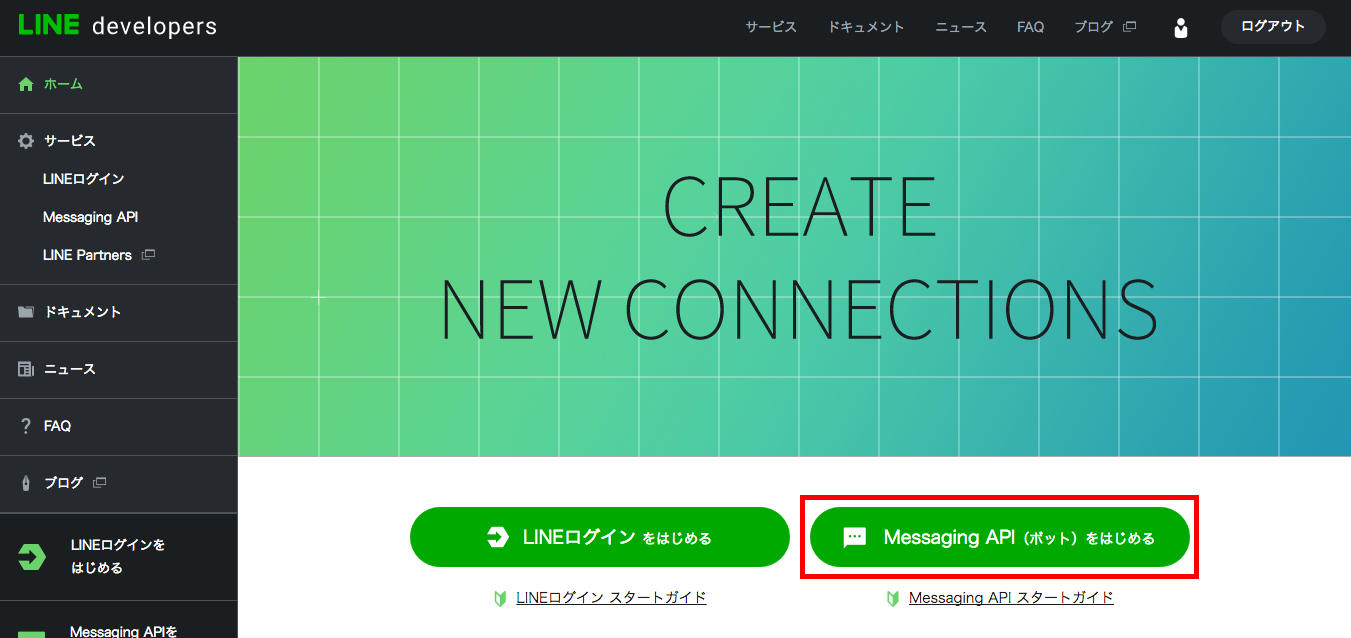 LINE developers
サービス ドキュメント ニュース FAQ ブログ ログアウト
ホーム
サービス
LINEログイン
Messaging API
LINE Partners
ドキュメント
ニュース
FAQ
ブログ
LINEログインを
はじめる
Messaging APIを
CREATE
NEW CONNECTIONS
LINEログイン をはじめる
Messaging API（ボット）をはじめる
LINEログイン スタートガイド
Messaging API スタートガイド